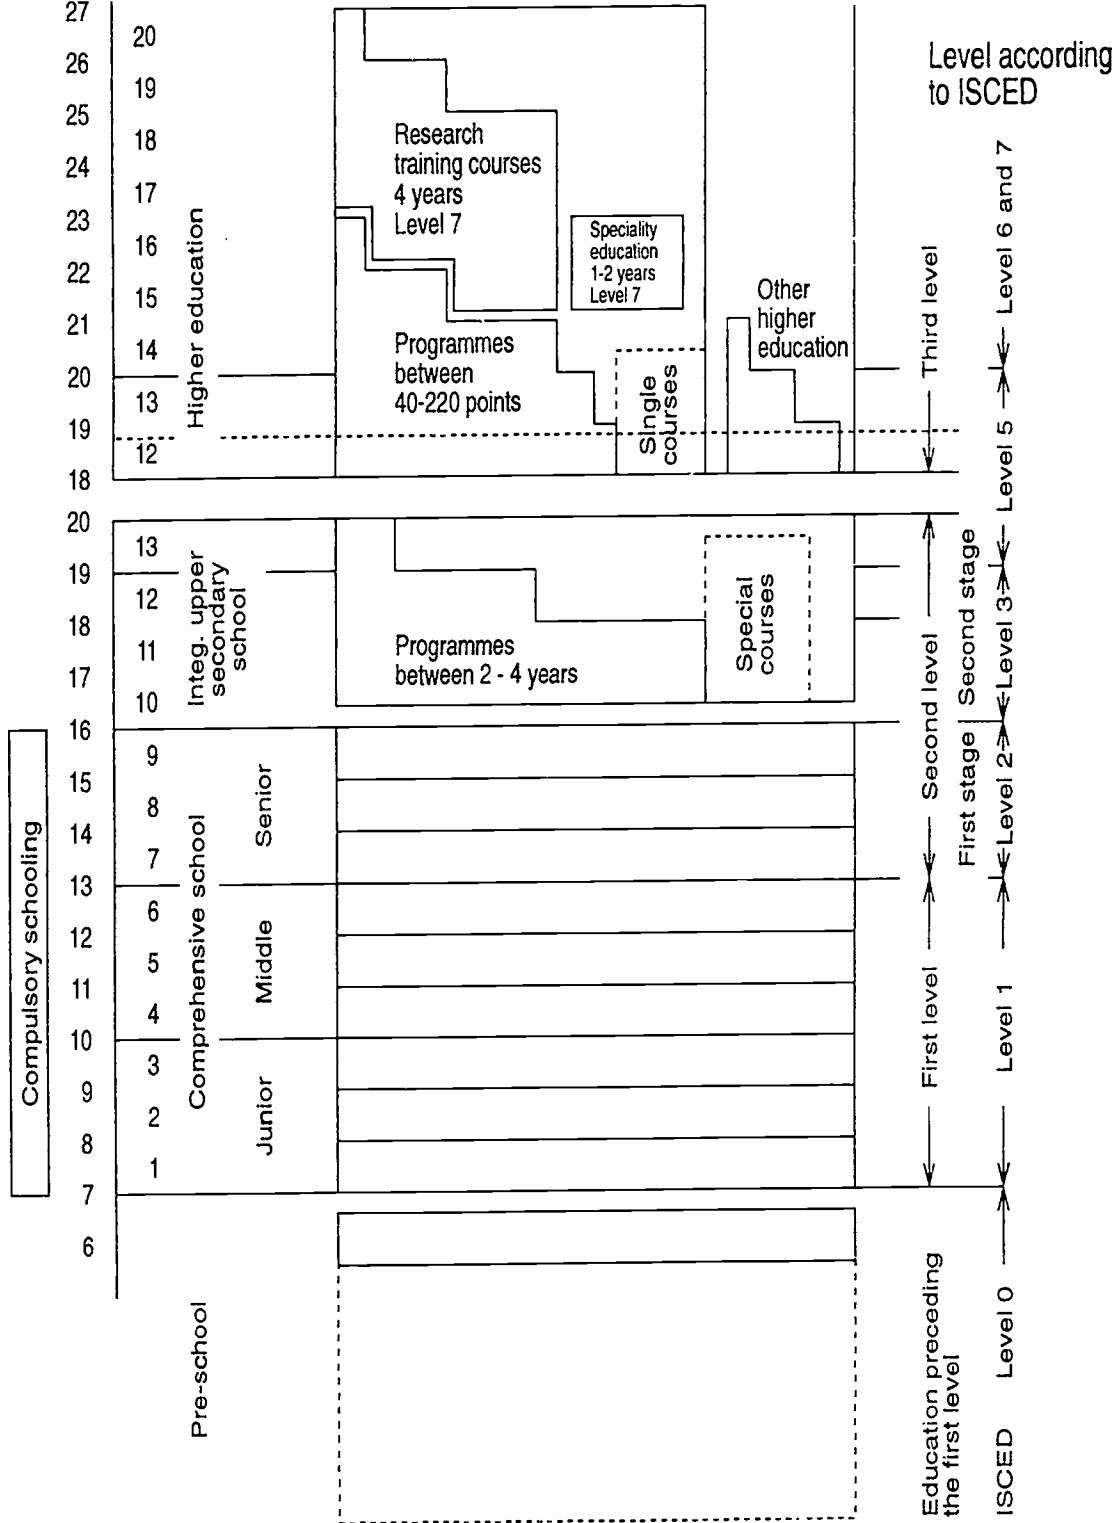 Level according
to ISCED
27
20
26
19
25
18
24
17
23
16
22
15
21
14
20
13
19
12
18
Higher education
Research
training courses
4 years
Level 7
Speciality
education
1-2 years
Level 7
Programmes
between
40-220 points
Single
courses
Other
higher
education
Third level
Level 6 and 7
Level 5
20
13
19
12
18
11
17
10
16
Integ. upper
secondary
school
Programmes
between 2 - 4 years
Special
courses
Second level
Second stage
Level 3
First stage
Level 2
Compulsory schooling
9
15
8
14
7
13
6
12
5
11
4
10
3
9
2
8
1
7
6
Comprehensive school
Senior
Middle
Junior
First level
Level 1
Pre-school
Education preceding
the first level
ISCED Level 0